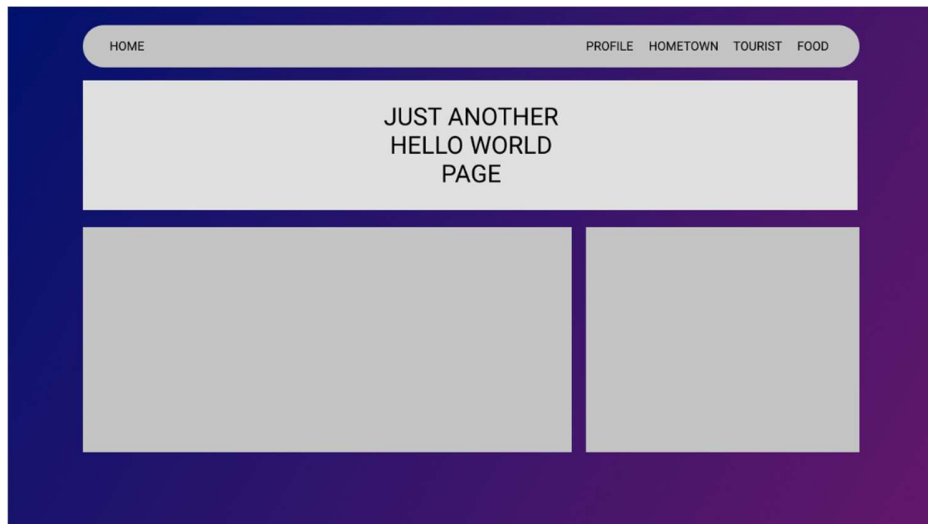 HOME PROFILE HOMETOWN TOURIST FOOD
JUST ANOTHER
HELLO WORLD
PAGE